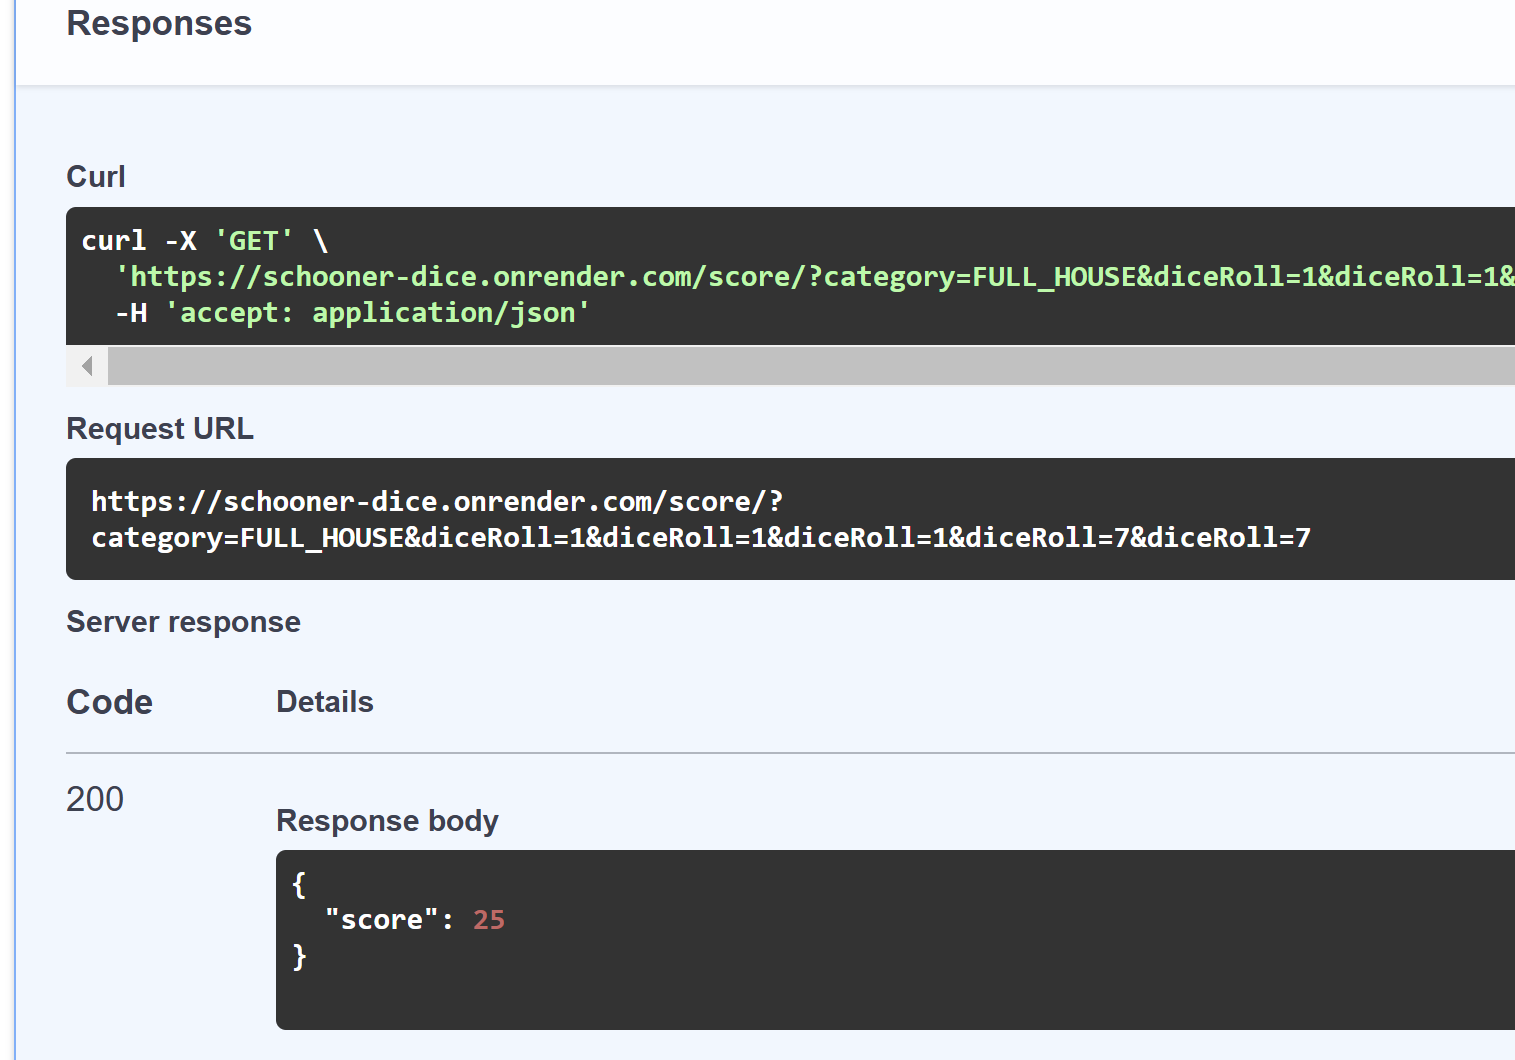 Responses
Curl
curl -X 'GET' \
'https://schooner-dice.onrender.com/score/?category=FULL_HOUSE&diceRoll=1&diceRoll=1&
-H 'accept: application/json'
Request URL
https://schooner-dice.onrender.com/score/?
category=FULL_HOUSE&diceRoll=1&diceRoll=1&diceRoll=1&diceRoll=7&diceRoll=7
Server response
Code Details
200
Response body
{
"score": 25
}